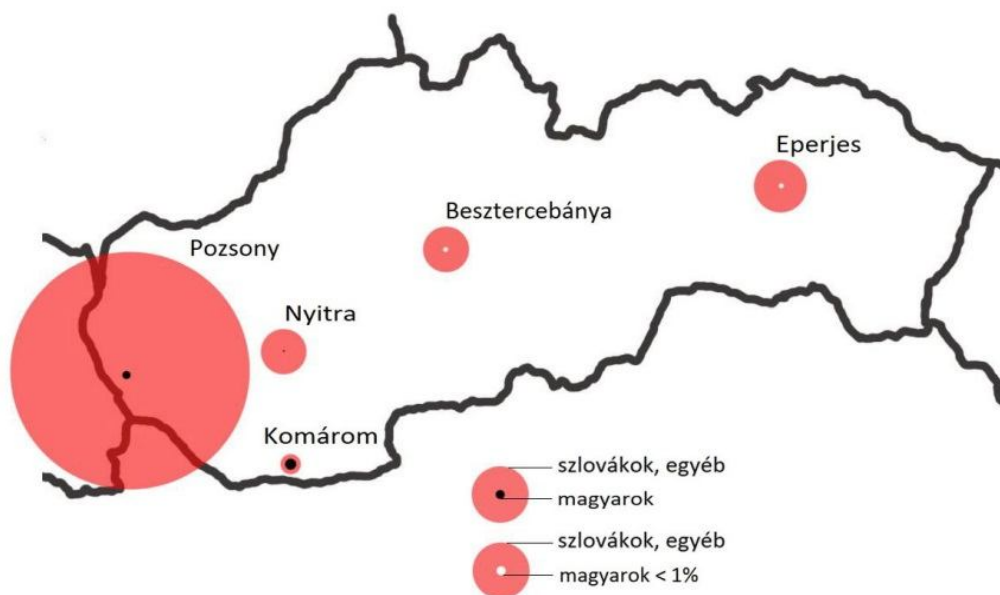 Eperjes
Besztercebánya
Pozsony
Nyitra
Komárom
szlovákok, egyéb
magyarok
szlovákok, egyéb
magyarok < 1%